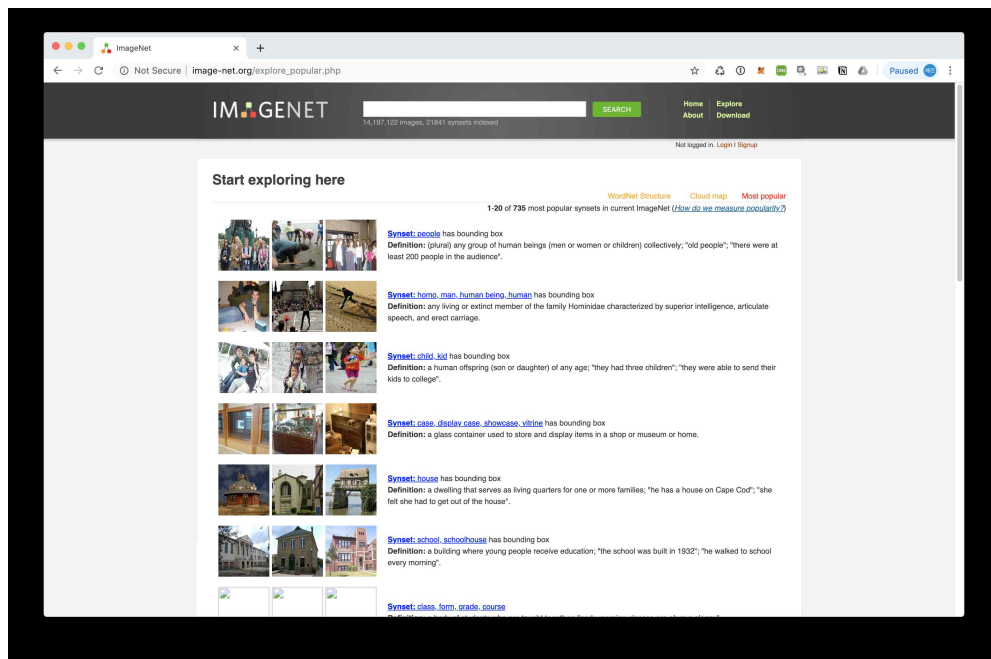 ImageNet
Not Secure | image-net.org/explore_popular.php
Paused
IMAGENET
SEARCH
14,197,122 images, 21841 synsets indexed
Home Explore
About Download
Not logged in. Login I Signup
Start exploring here
WordNet Structure Cloud map Most popular
1-20 of 735 most popular synsets in current ImageNet (How do we measure popularity?)
Synset: people has bounding box
Definition: (plural) any group of human beings (men or women or children) collectively; "old people"; "there were at
least 200 people in the audience".
Synset: homo, man, human being, human has bounding box
Definition: any living or extinct member of the family Hominidae characterized by superior intelligence, articulate
speech, and erect carriage.
Synset: child, kid has bounding box
Definition: a human offspring (son or daughter) of any age; "they had three children"; "they were able to send their
kids to college".
Synset: case, display case, showcase, vitrine has bounding box
Definition: a glass container used to store and display items in a shop or museum or home.
Synset: house has bounding box
Definition: a dwelling that serves as living quarters for one or more families; "he has a house on Cape Cod"; "she
felt she had to get out of the house".
Synset: school, schoolhouse has bounding box
Definition: a building where young people receive education; "the school was built in 1932"; "he walked to school
every morning".
Synset: class, form, grade, course